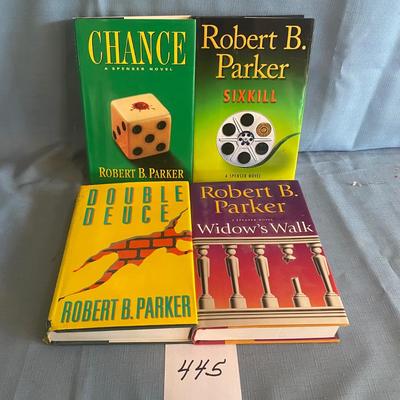 CHANCE
A SPENSER NOVEL
ROBERT B. PARKER
Robert B.
Parker
SIXKILL
A SPENSER NOVEL
DOUBLE
DEUCE
ROBERT B. PARKER
Robert B.
Parker
A SPENSER NOVEL
Widow's Walk
445